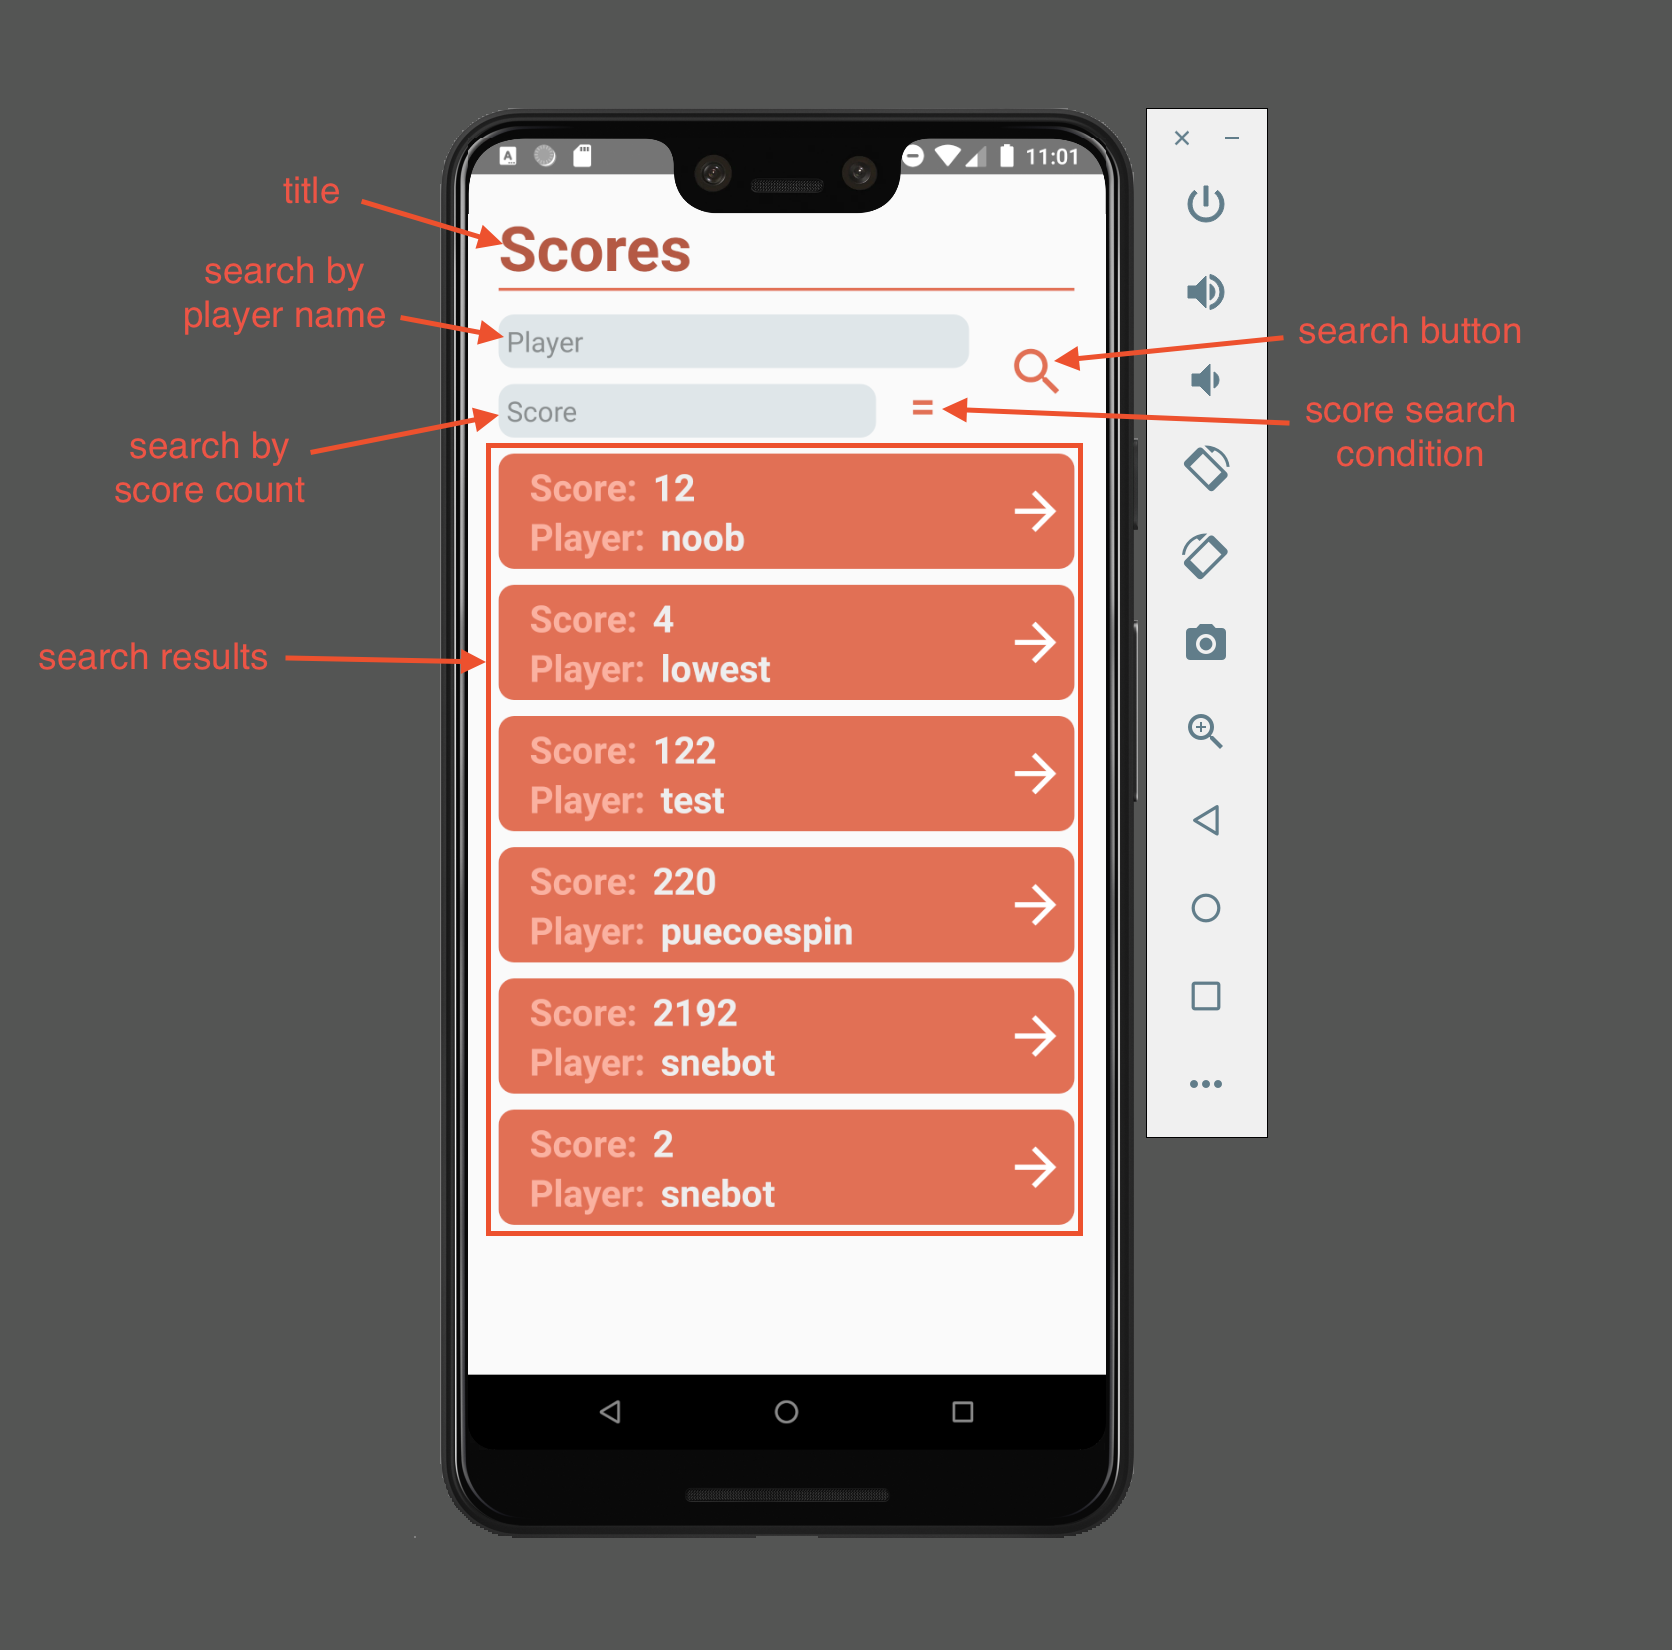 11:01
title
Scores
search by
player name
Player
search button
Score
=
score search
condition
search by
score count
Score: 12
Player: noob
Score: 4
Player: lowest
search results
Score: 122
Player: test
Score: 220
Player: puecoespin
Score: 2192
Player: snebot
Score: 2
Player: snebot